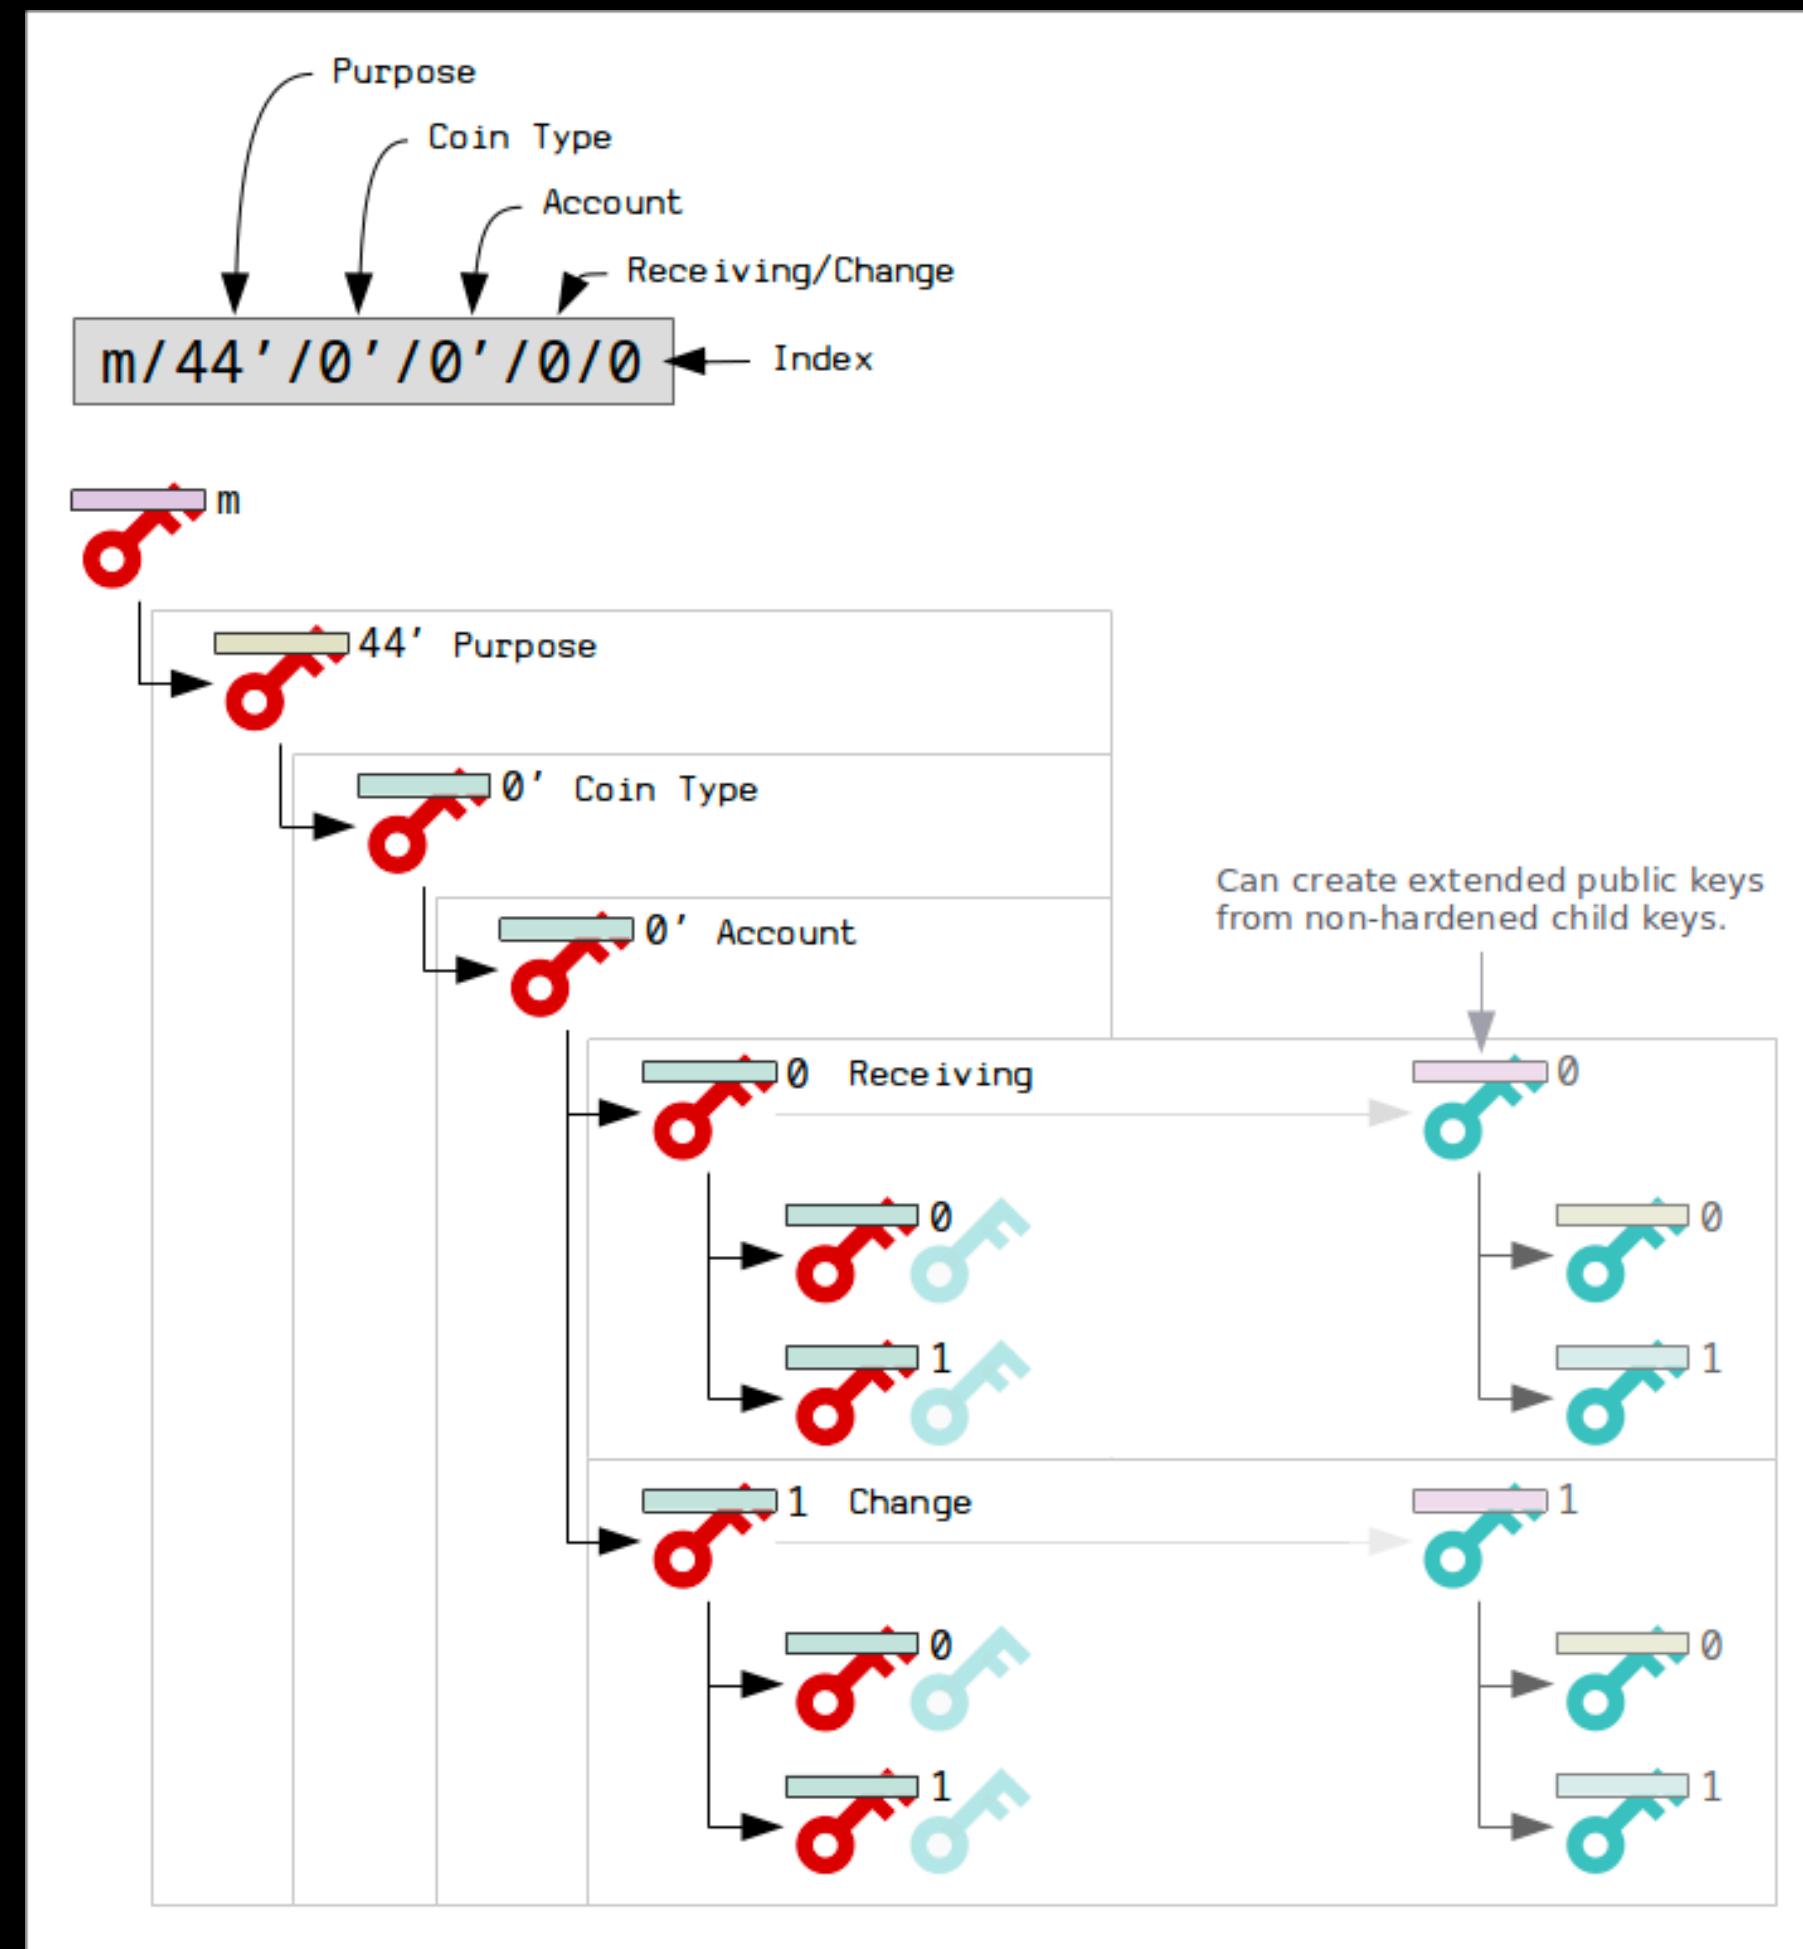 Purpose
Coin Type
Account
Receiving/Change
m/44'/0'/0'/0/0
Index
m
44' Purpose
0' Coin Type
0' Account
Can create extended public keys
from non-hardened child keys.
0 Receiving
0
0
0
1
1
1 Change
1
0
0
1
1